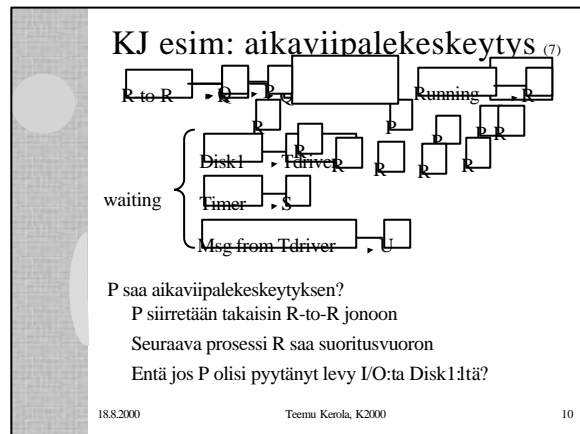 KJ esim: aikaviipalekeskeytys (7)
R-to-R Q P Running R
R P R R R
Disk1 Tdriver R R R R R
waiting Timer S
Msg from Tdriver U
P saa aikaviipalekeskeytyksen?
P siirretään takaisin R-to-R jonoon
Seuraava prosessi R saa suoritusvuoron
Entä jos P olisi pyytänyt levy I/O:ta Disk1:ltä?
18.8.2000 Teemu Kerola, K2000 10